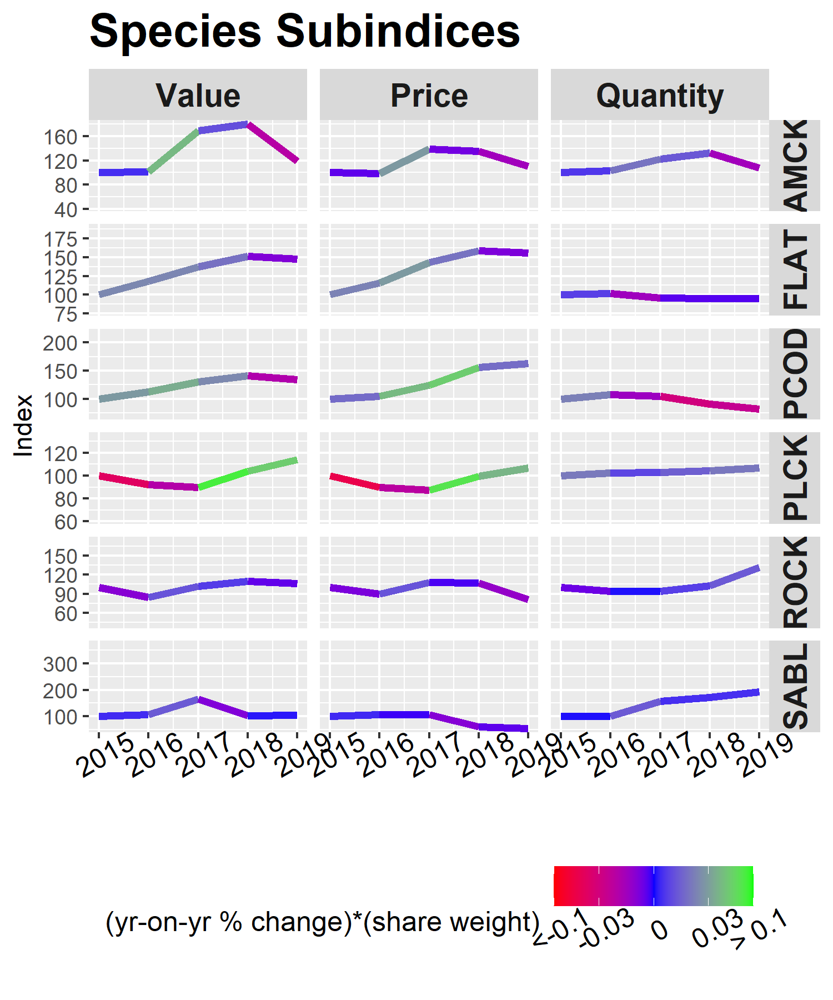 Species Subindices
Value Price Quantity
160
120
80
40
AMCK
175
150
125
100
75
FLAT
200
150
100
PCOD
Index
120
100
80
60
PLCK
150
120
90
60
ROCK
300
200
100
SABL
2015 2016 2017 2018 2019 2015 2016 2017 2018 2019 2015 2016 2017 2018 2019
(yr-on-yr % change)*(share weight)
<-0.1 -0.03 0 0.03 > 0.1